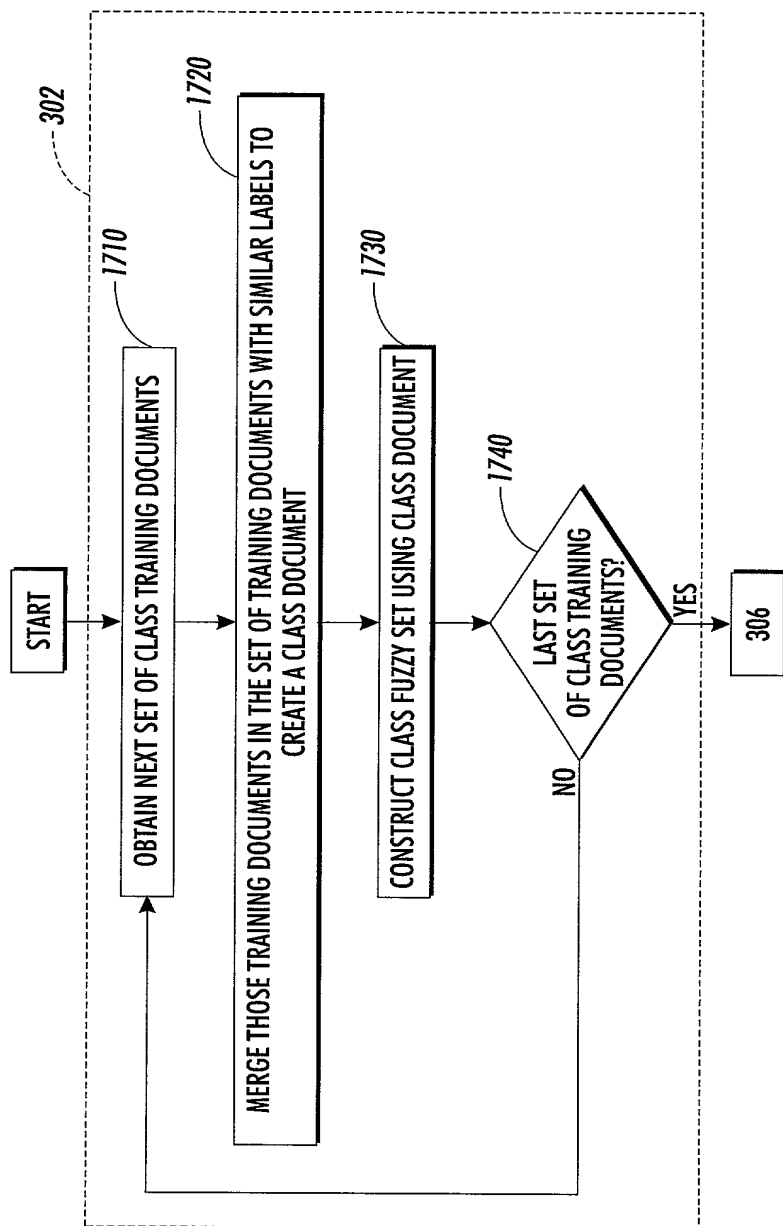 START
302
1710
OBTAIN NEXT SET OF CLASS TRAINING DOCUMENTS
1720
MERGE THOSE TRAINING DOCUMENTS IN THE SET OF TRAINING DOCUMENTS WITH SIMILAR LABELS TO
CREATE A CLASS DOCUMENT
1730
CONSTRUCT CLASS FUZZY SET USING CLASS DOCUMENT
1740
LAST SET
OF CLASS TRAINING
DOCUMENTS?
NO
YES
306